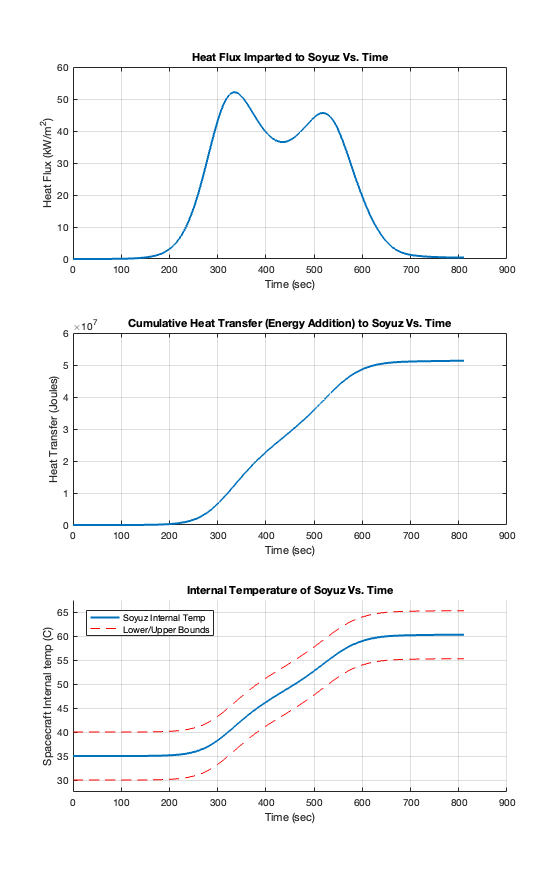 Heat Flux Imparted to Soyuz Vs. Time
60
50
40
30
20
10
0
Heat Flux (kW/m²)
0 100 200 300 400 500 600 700 800 900
Time (sec)
×10⁷
Cumulative Heat Transfer (Energy Addition) to Soyuz Vs. Time
6
5
4
3
2
1
0
Heat Transfer (Joules)
0 100 200 300 400 500 600 700 800 900
Time (sec)
Internal Temperature of Soyuz Vs. Time
65
60
55
50
45
40
35
30
Spacecraft Internal temp (C)
Soyuz Internal Temp
Lower/Upper Bounds
0 100 200 300 400 500 600 700 800 900
Time (sec)